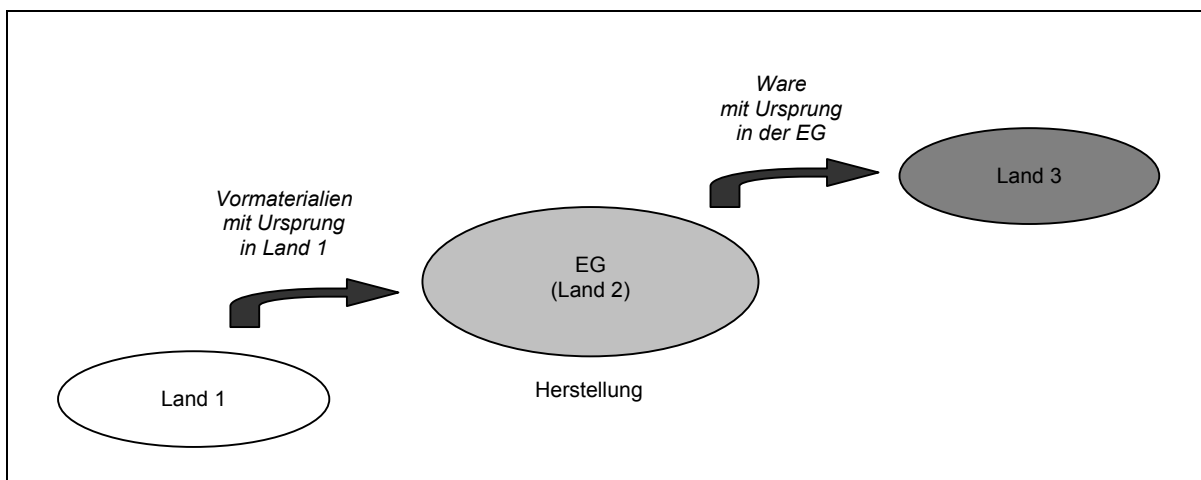 Ware
mit Ursprung
in der EG
Land 3
Vormaterialien
mit Ursprung
in Land 1
EG
(Land 2)
Herstellung
Land 1